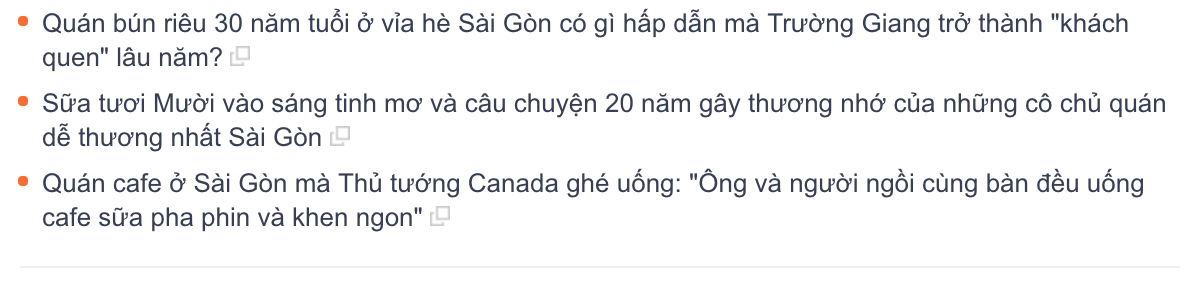 Quán bún riêu 30 năm tuổi ở vỉa hè Sài Gòn có gì hấp dẫn mà Trường Giang trở thành "khách
quen" lâu năm?
Sữa tươi Mười vào sáng tinh mơ và câu chuyện 20 năm gây thương nhớ của những cô chủ quán
dễ thương nhất Sài Gòn
Quán cafe ở Sài Gòn mà Thủ tướng Canada ghé uống: "Ông và người ngồi cùng bàn đều uống
cafe sữa pha phin và khen ngon"